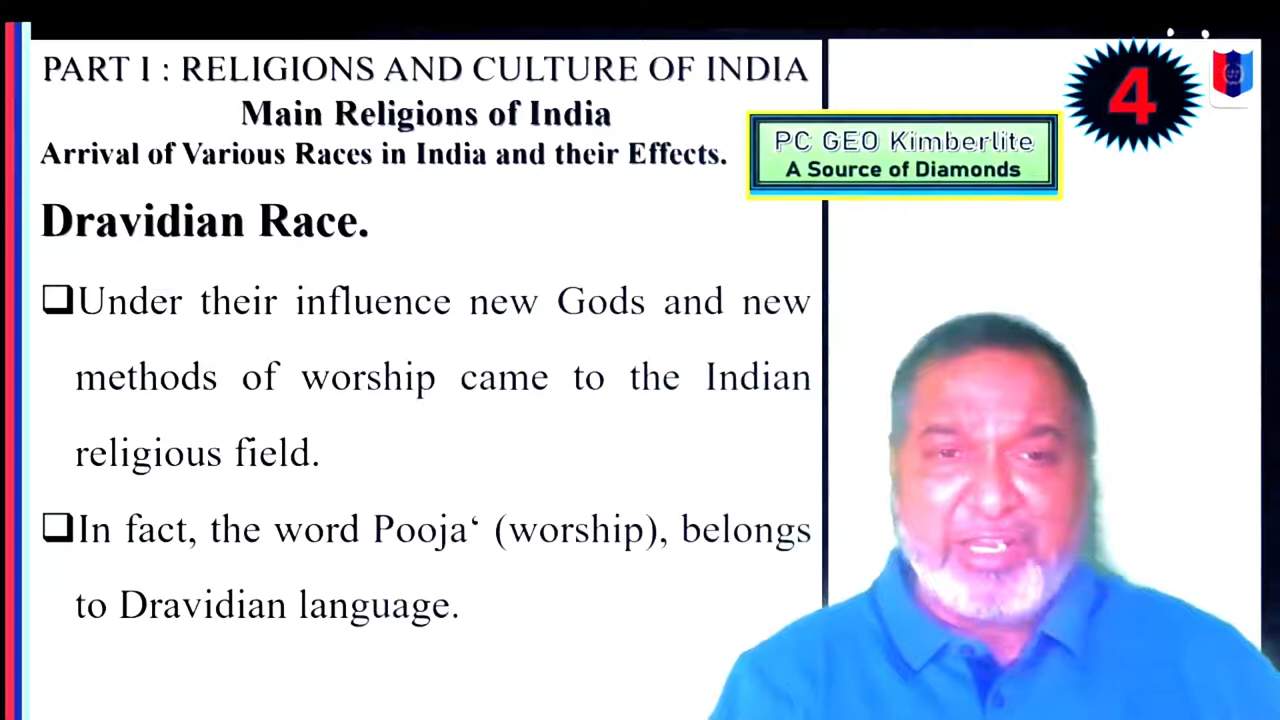 PART I : RELIGIONS AND CULTURE OF INDIA
Main Religions of India
Arrival of Various Races in India and their Effects.
4
PC GEO Kimberlite
A Source of Diamonds
Dravidian Race.
❑Under their influence new Gods and new
methods of worship came to the Indian
religious field.
❑In fact, the word Pooja‘ (worship), belongs
to Dravidian language.